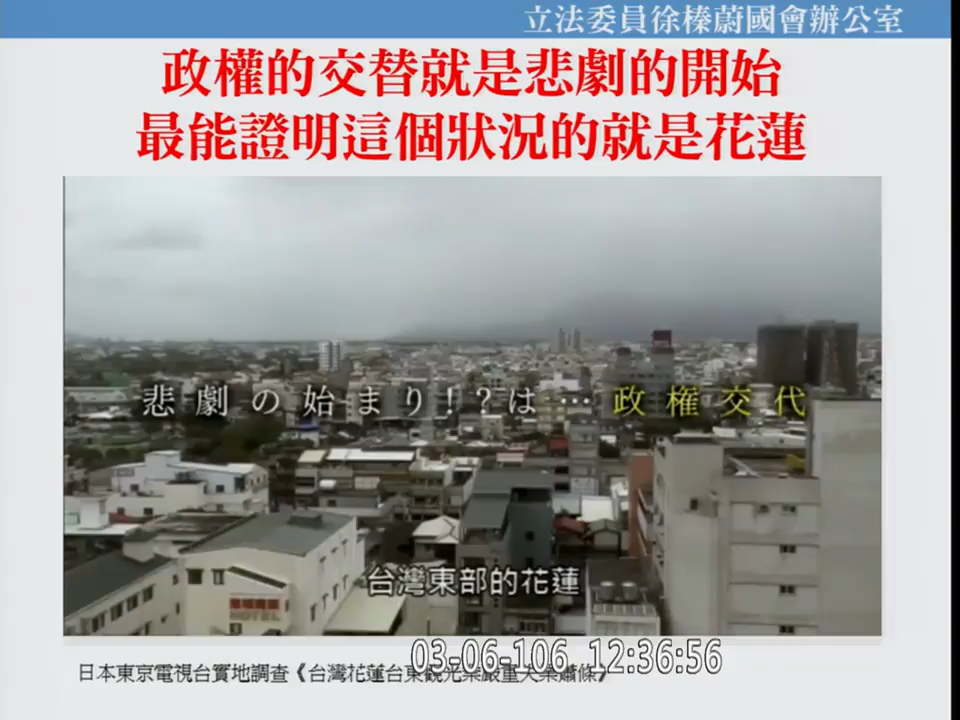 立法委員徐榛蔚國會辦公室
政權的交替就是悲劇的開始
最能證明這個狀況的就是花蓮
悲劇の始まり！？は…政権交代
HOTEL
台灣東部的花蓮
03-06-106 12:36:56
日本東京電視台實地調查《台灣花蓮台東觀光業嚴重大業蕭條》